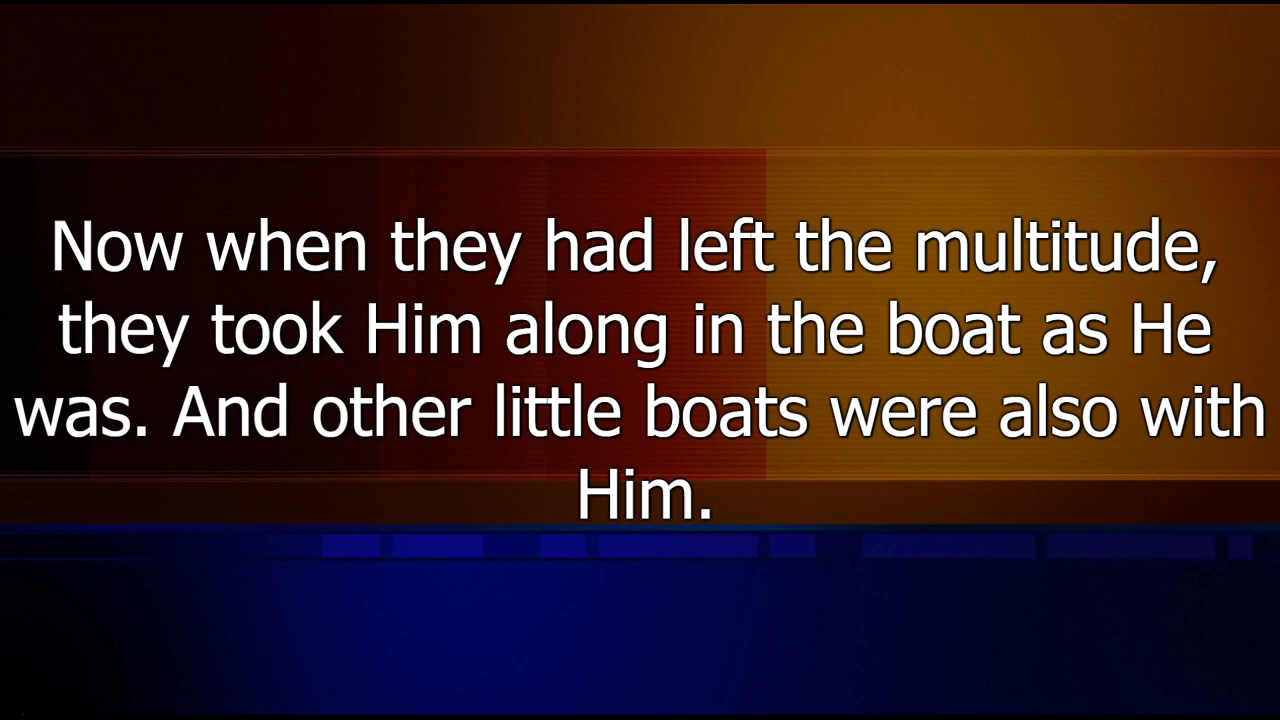 Now when they had left the multitude,
they took Him along in the boat as He
was. And other little boats were also with
Him.